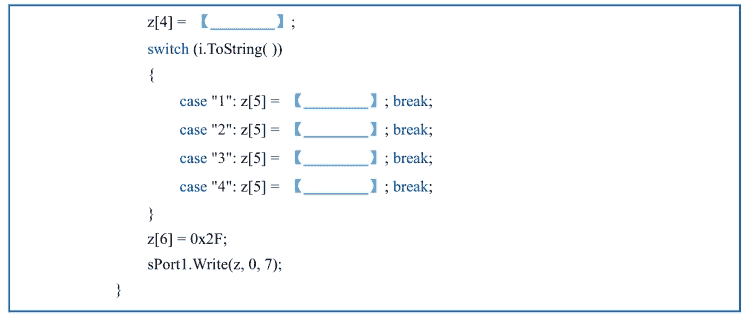 z[4] = 【________】 ;
switch (i.ToString( ))
{
case "1": z[5] = 【________】 ; break;
case "2": z[5] = 【________】 ; break;
case "3": z[5] = 【________】 ; break;
case "4": z[5] = 【________】 ; break;
}
z[6] = 0x2F;
sPort1.Write(z, 0, 7);
}